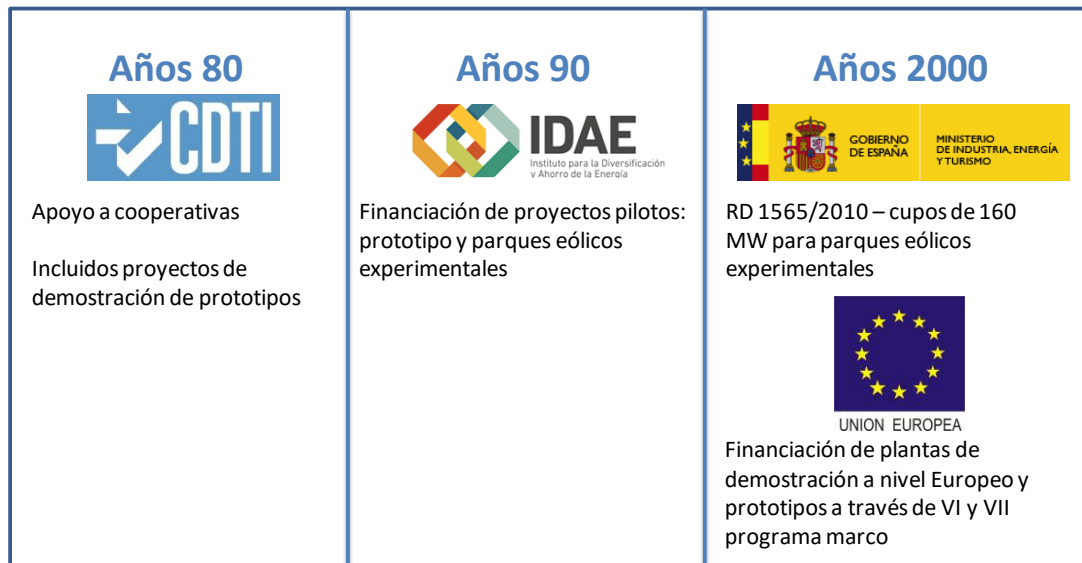 Años 80
CDTI
Apoyo a cooperativas
Incluidos proyectos de
demostración de prototipos
Años 90
IDAE
Instituto para la Diversificación
y Ahorro de la Energía
Financiación de proyectos pilotos:
prototipo y parques eólicos
experimentales
Años 2000
GOBIERNO
DE ESPAÑA
MINISTERIO
DE INDUSTRIA, ENERGÍA
Y TURISMO
RD 1565/2010 – cupos de 160
MW para parques eólicos
experimentales
UNION EUROPEA
Financiación de plantas de
demostración a nivel Europeo y
prototipos a través de VI y VII
programa marco